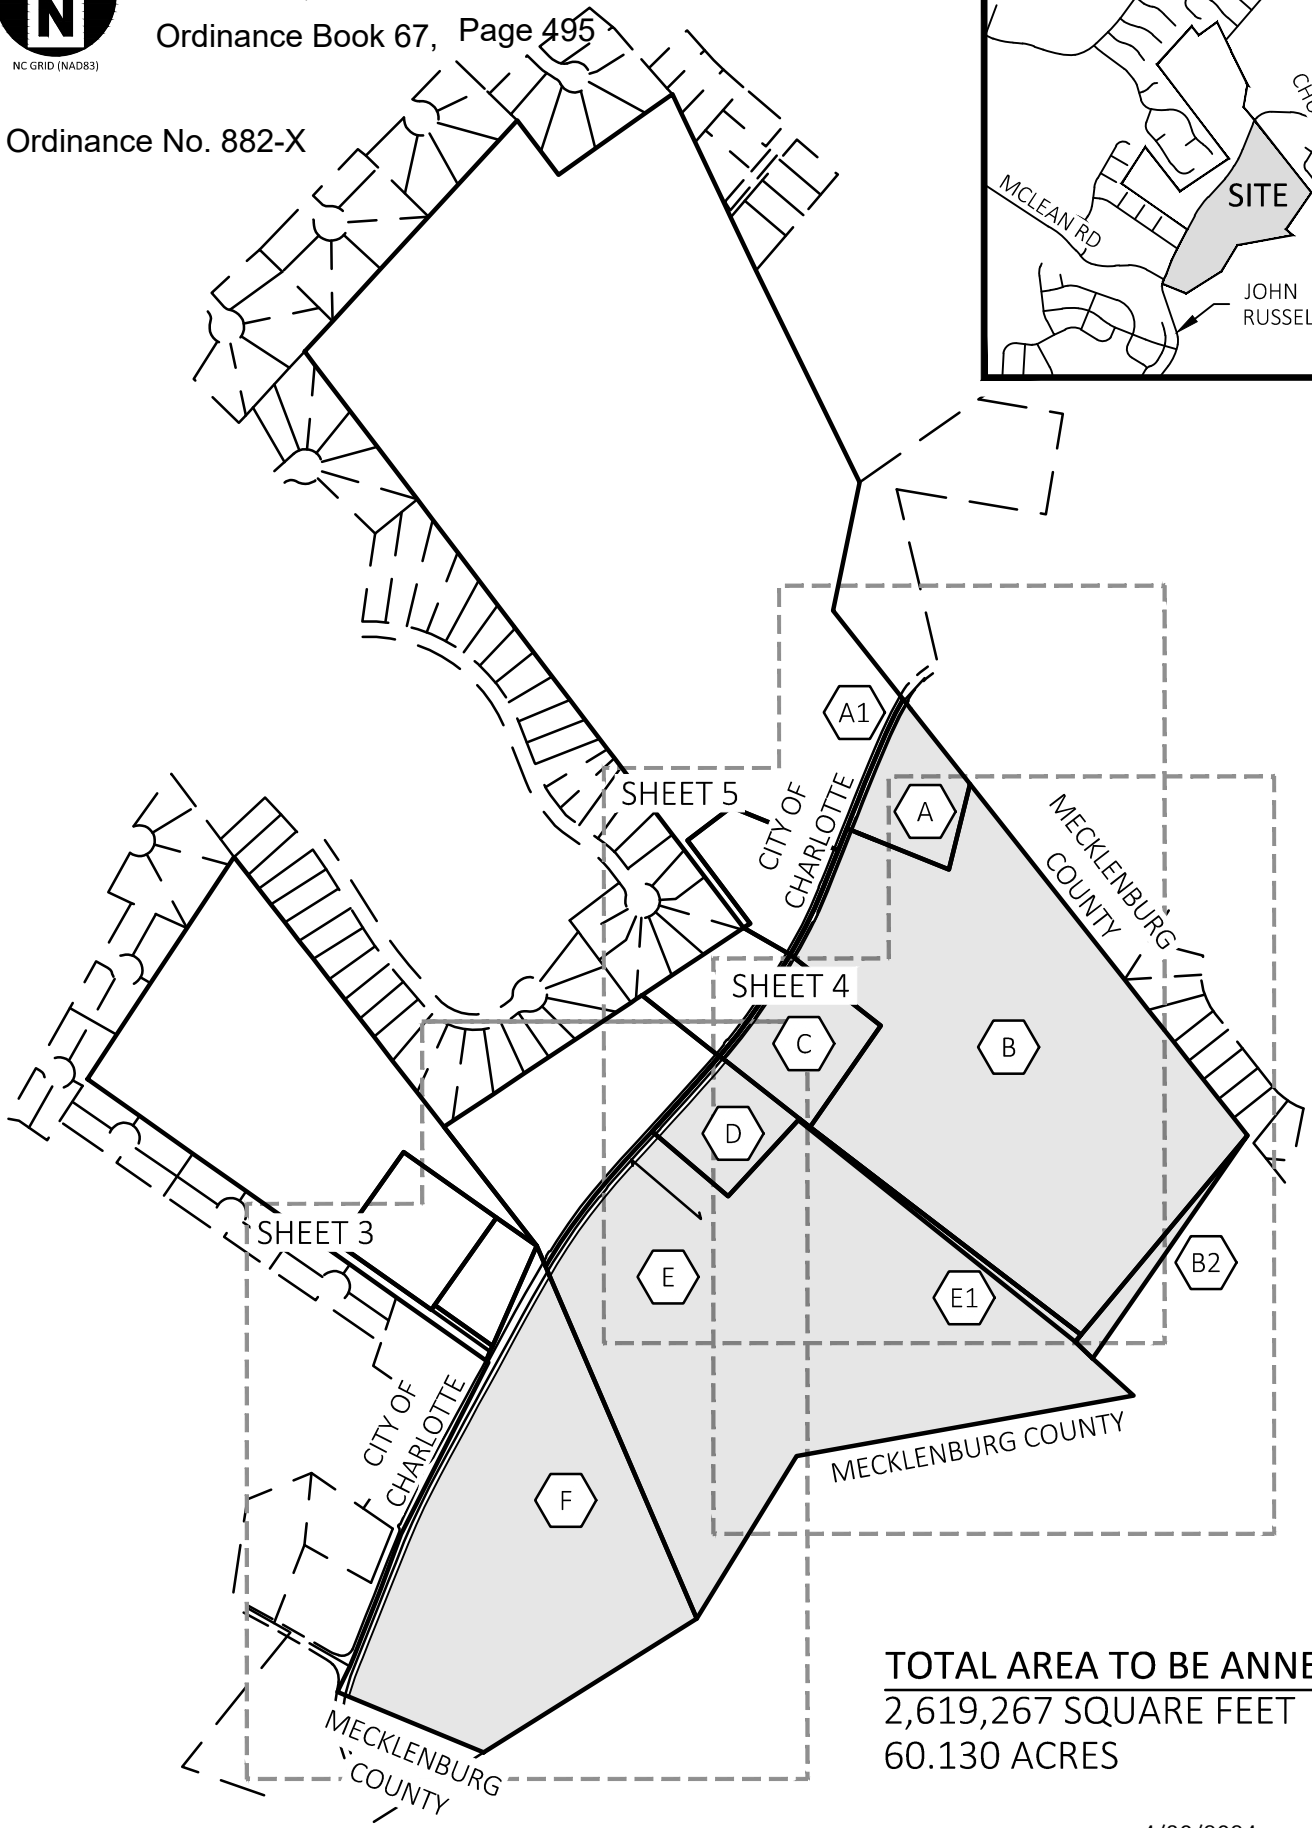 N
NC GRID (NAD83)
Ordinance Book 67, Page 495
Ordinance No. 882-X
MCLEAN RD
SITE
JOHN
A1
SHEET 5
CITY OF
CHARLOTTE
A
MECKLENBURG
COUNTY
SHEET 4
C
B
D
SHEET 3
E
E1
B2
CITY OF
CHARLOTTE
MECKLENBURG COUNTY
F
TOTAL AREA TO BE
2,619,267 SQUARE FEET
60.130 ACRES
MECKLENBURG
COUNTY